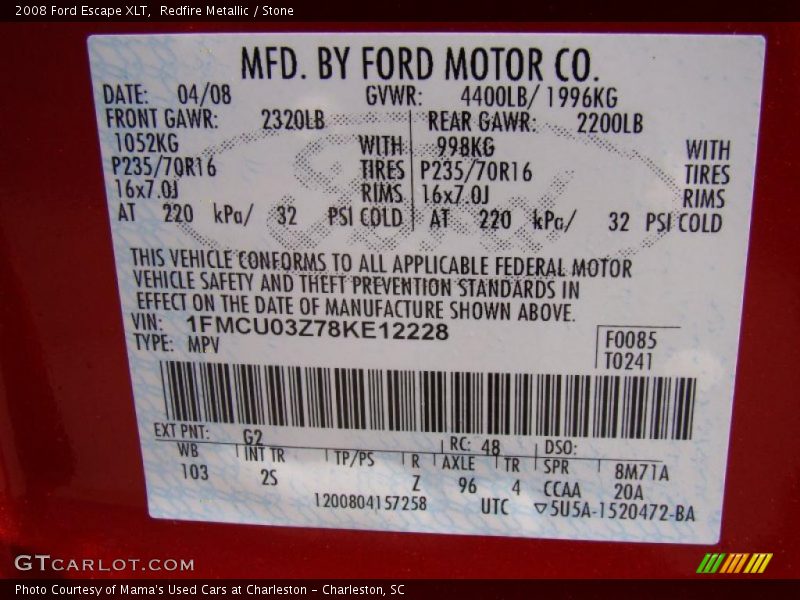 2008 Ford Escape XLT,  Redfire Metallic / Stone
MFD. BY FORD MOTOR CO.
DATE: 04/08 GVWR: 4400LB/ 1996KG
FRONT GAWR: 2320LB REAR GAWR: 2200LB
1052KG WITH 998KG WITH
P235/70R16 TIRES P235/70R16 TIRES
16x7.0J RIMS 16x7.0J RIMS
AT 220 kPa/ 32 PSI COLD AT 220 kPa/ 32 PSI COLD
THIS VEHICLE CONFORMS TO ALL APPLICABLE FEDERAL MOTOR
VEHICLE SAFETY AND THEFT PREVENTION STANDARDS IN
EFFECT ON THE DATE OF MANUFACTURE SHOWN ABOVE.
VIN: 1FMCU03Z78KE12228
TYPE: MPV
F0085
T0241
EXT PNT: G2 RC: 48 DSO:
WB INT TR TP/PS R AXLE TR SPR 8M71A
103 2S Z 96 4 CCAA 20A
1200804157258 UTC ▽5U5A-1520472-BA
GTCARLOT.COM
Photo Courtesy of Mama's Used Cars at Charleston - Charleston, SC